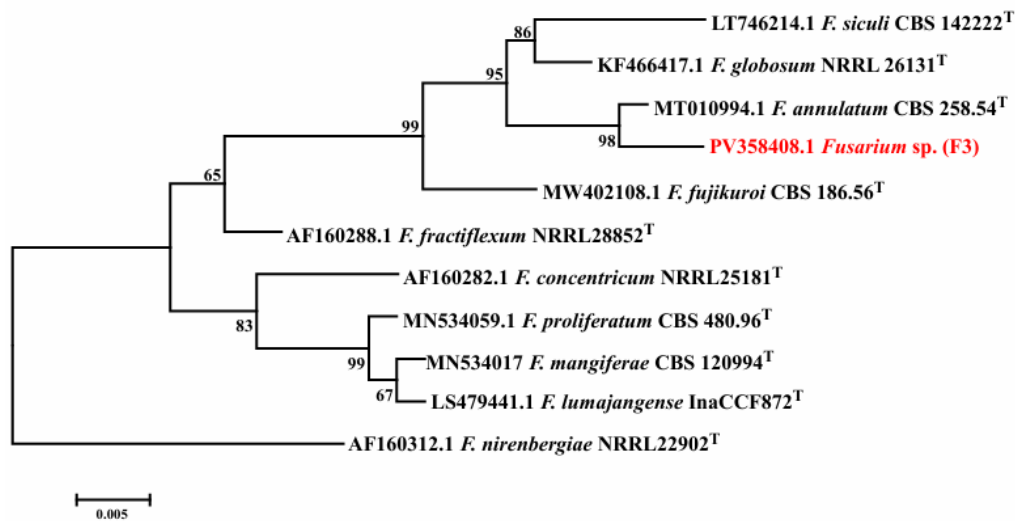 LT746214.1 F. siculi CBS 142222T
86
KF466417.1 F. globosum NRRL 26131T
95
MT010994.1 F. annulatum CBS 258.54T
99
98
PV358408.1 Fusarium sp. (F3)
65
MW402108.1 F. fujikuroi CBS 186.56T
AF160288.1 F. fractiflexum NRRL28852T
AF160282.1 F. concentricum NRRL25181T
83
MN534059.1 F. proliferatum CBS 480.96T
99
MN534017 F. mangiferae CBS 120994T
67
LS479441.1 F. lumajangense InaCCF872T
AF160312.1 F. nirenbergiae NRRL22902T
0.005